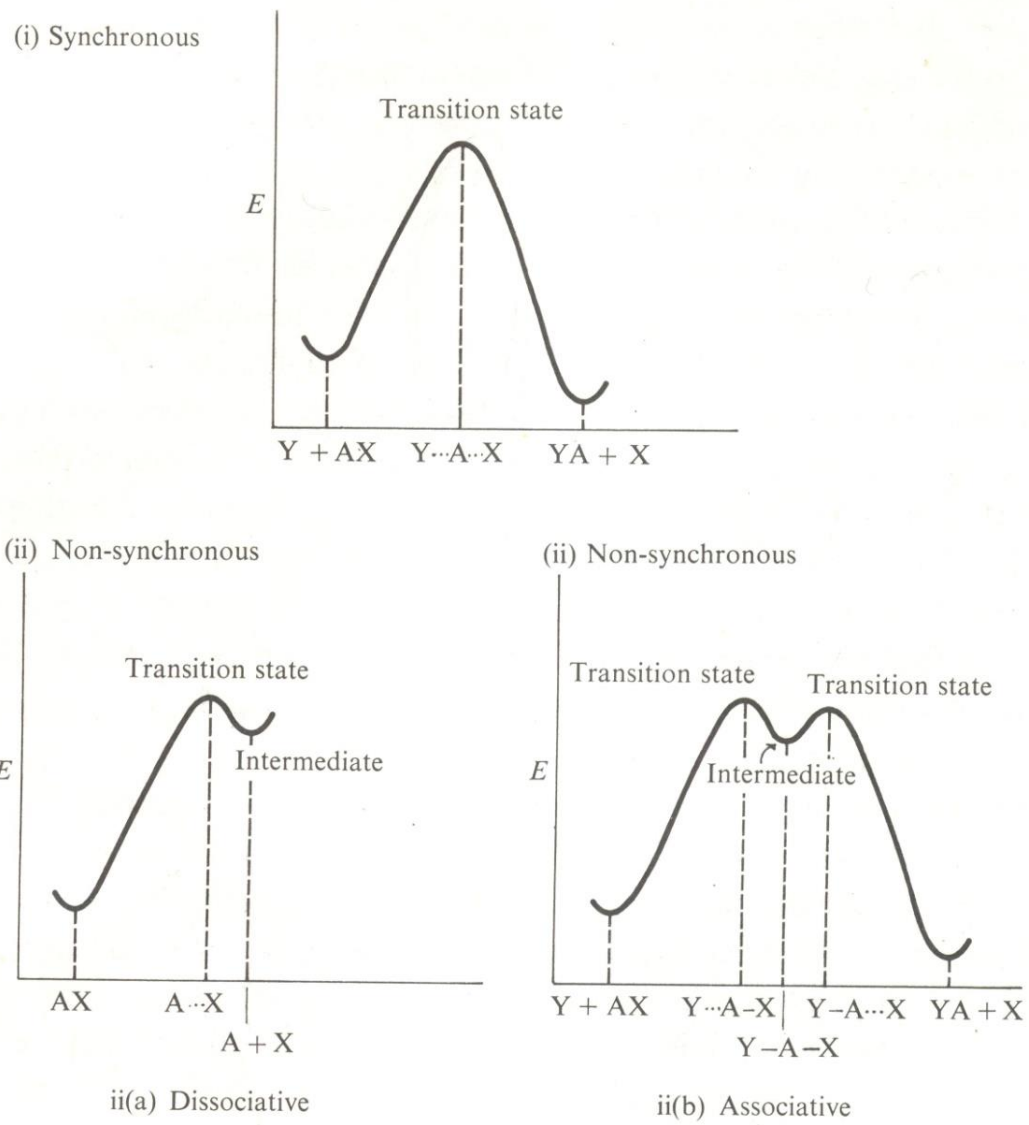 (i) Synchronous
Transition state
E
Y + AX Y···A···X YA + X
(ii) Non-synchronous
Transition state
E
Intermediate
AX A···X
A + X
ii(a) Dissociative
(ii) Non-synchronous
Transition state Transition state
E
Intermediate
Y + AX Y···A–X Y–A···X YA + X
Y–A–X
ii(b) Associative